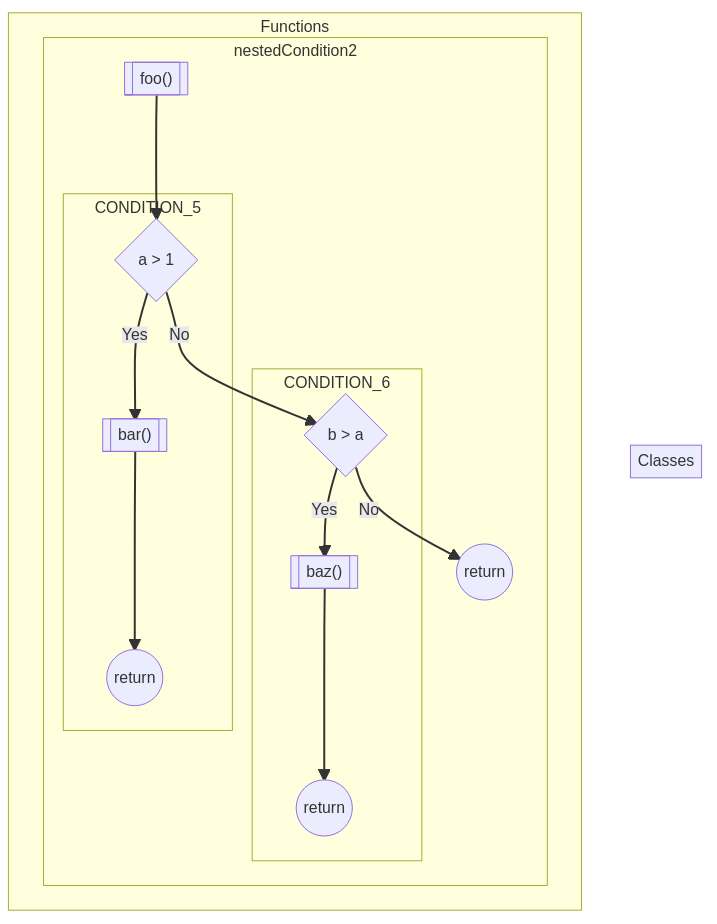 Functions
nestedCondition2
foo()
CONDITION_5
a > 1
Yes
No
CONDITION_6
bar()
b > a
Classes
Yes
No
baz()
return
return
return